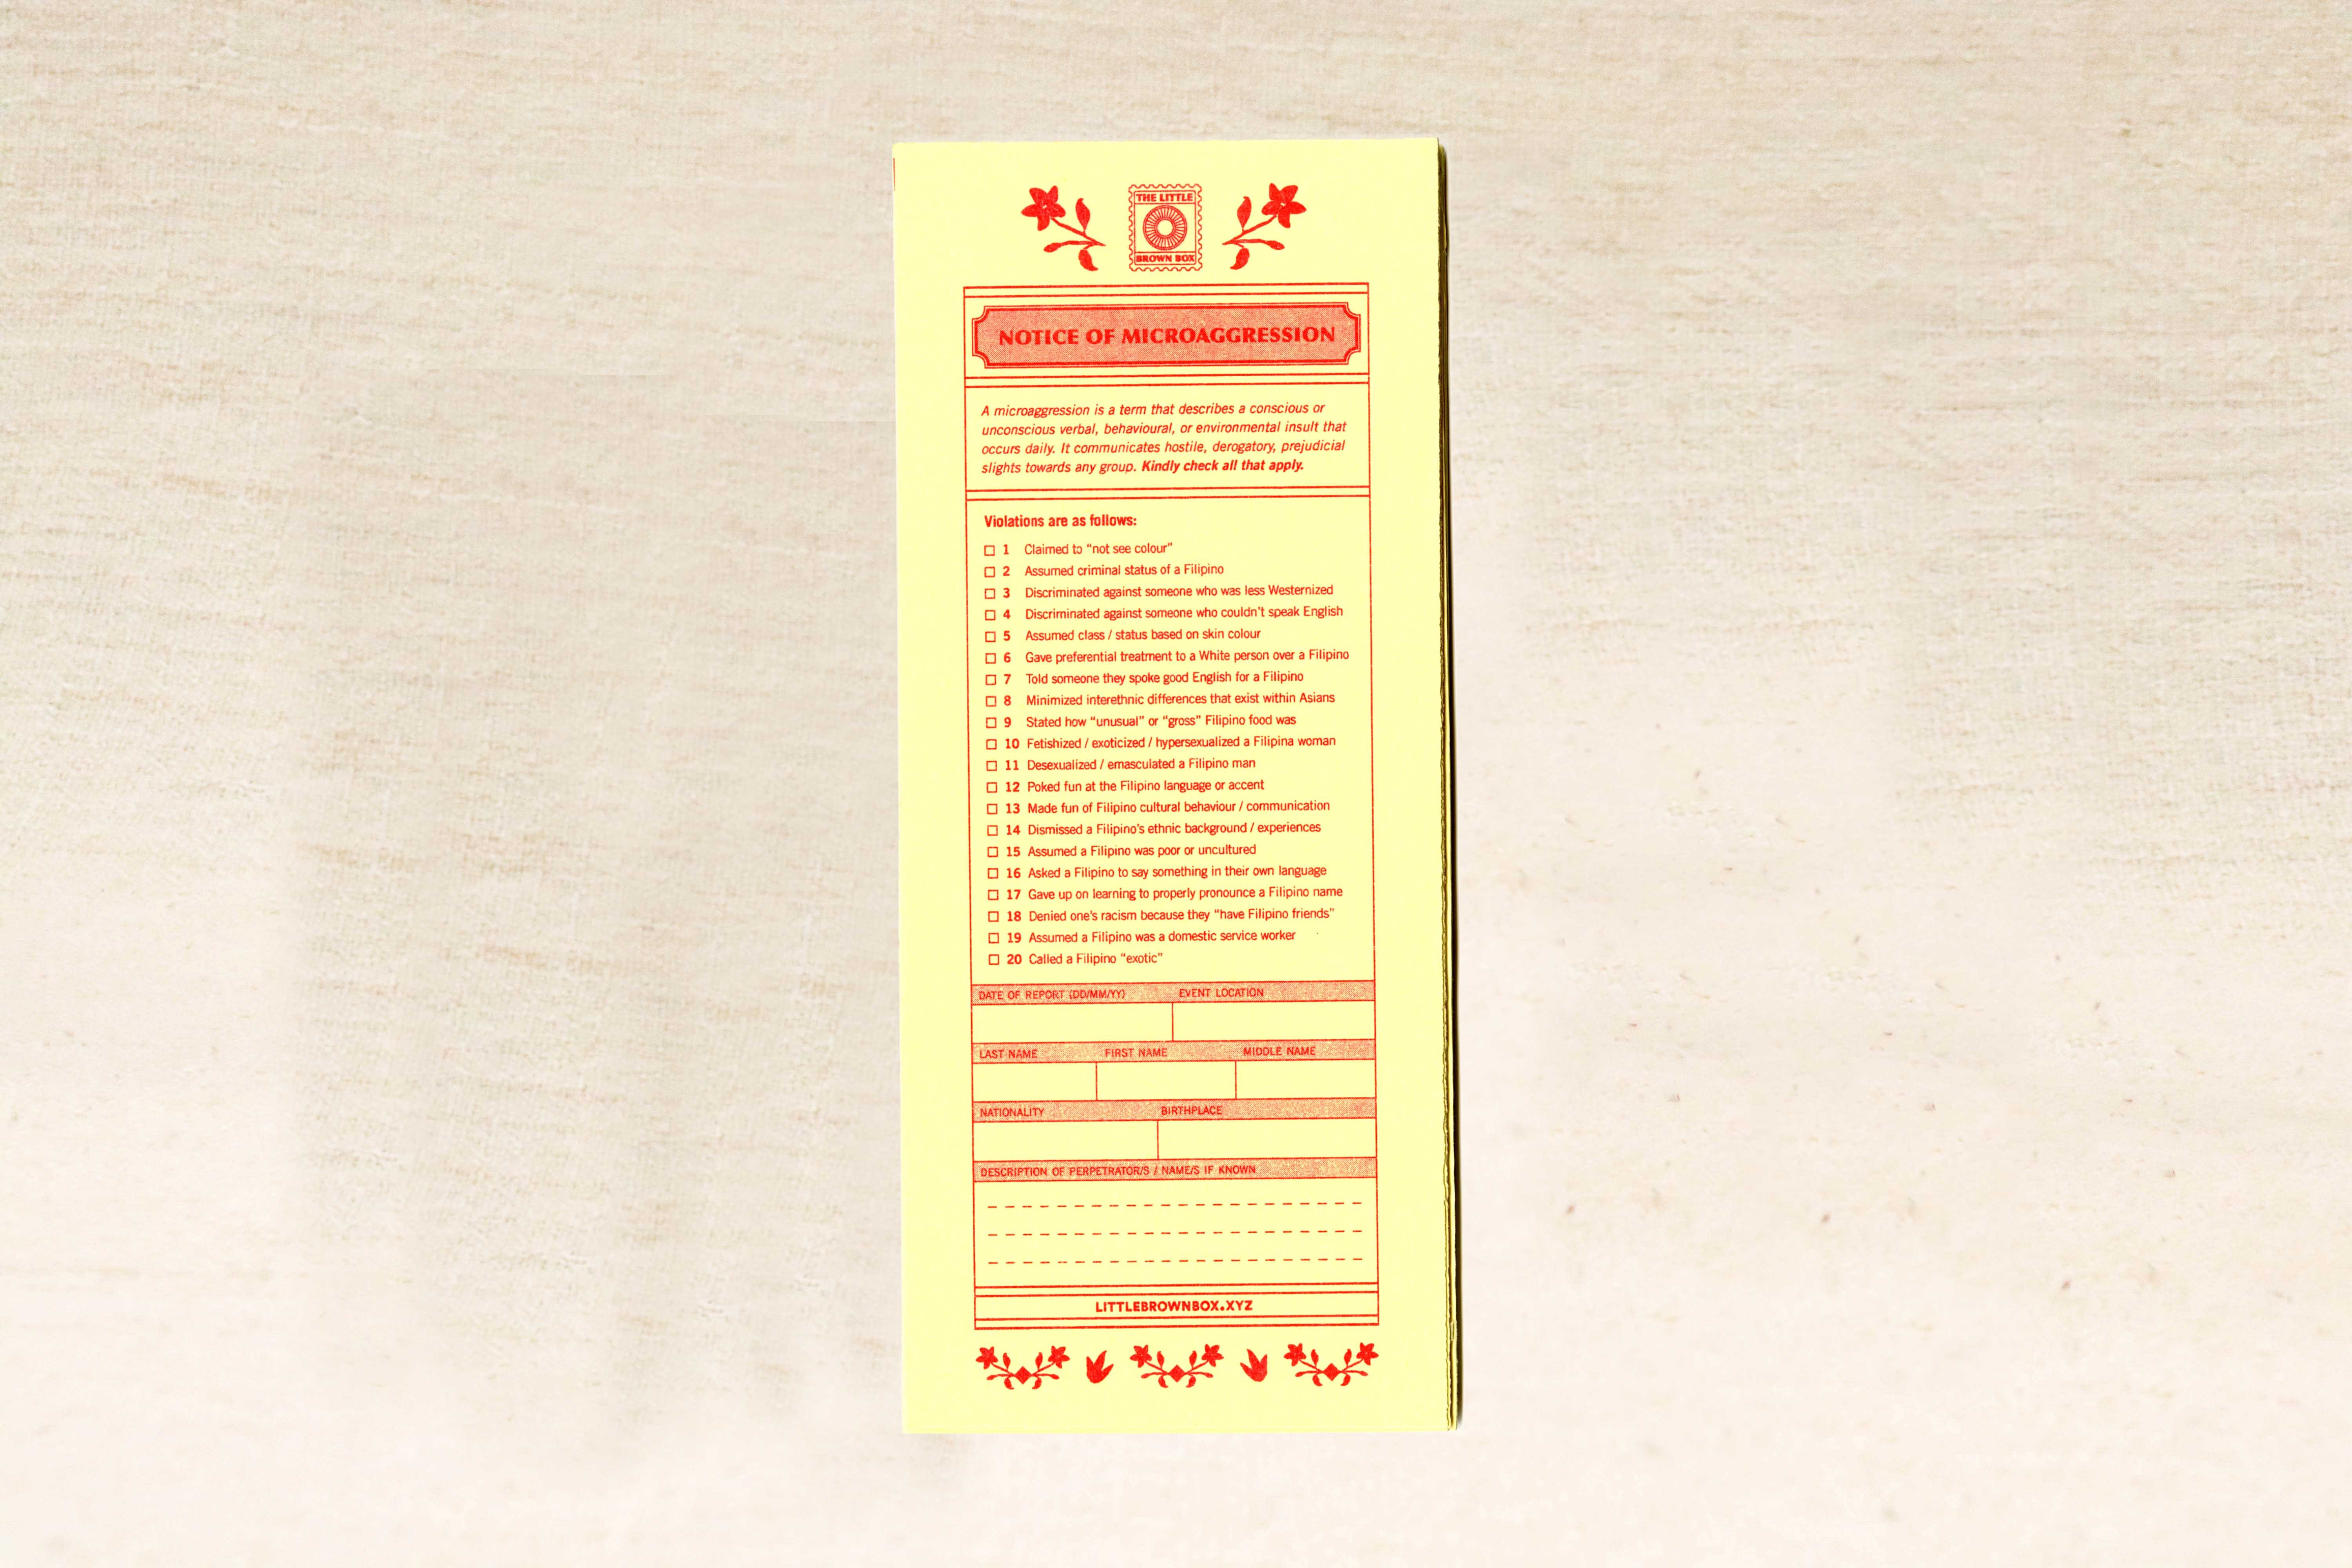 THE LITTLE
BROWN BOX
NOTICE OF MICROAGGRESSION
A microaggression is a term that describes a conscious or
unconscious verbal, behavioural, or environmental insult that
occurs daily. It communicates hostile, derogatory, prejudicial
slights towards any group. Kindly check all that apply.
Violations are as follows:
1 Claimed to "not see colour"
2 Assumed criminal status of a Filipino
3 Discriminated against someone who was less Westernized
4 Discriminated against someone who couldn't speak English
5 Assumed class / status based on skin colour
6 Gave preferential treatment to a White person over a Filipino
7 Told someone they spoke good English for a Filipino
8 Minimized interethnic differences that exist within Asians
9 Stated how "unusual" or "gross" Filipino food was
10 Fetishized / exoticized / hypersexualized a Filipina woman
11 Desexualized / emasculated a Filipino man
12 Poked fun at the Filipino language or accent
13 Made fun of Filipino cultural behaviour / communication
14 Dismissed a Filipino's ethnic background / experiences
15 Assumed a Filipino was poor or uncultured
16 Asked a Filipino to say something in their own language
17 Gave up on learning to properly pronounce a Filipino name
18 Denied one's racism because they "have Filipino friends"
19 Assumed a Filipino was a domestic service worker
20 Called a Filipino "exotic"
DATE OF REPORT (DD/MM/YY) EVENT LOCATION
LAST NAME FIRST NAME MIDDLE NAME
NATIONALITY BIRTHPLACE
DESCRIPTION OF PERPETRATOR/S / NAME/S IF KNOWN
LITTLEBROWNBOX.XYZ